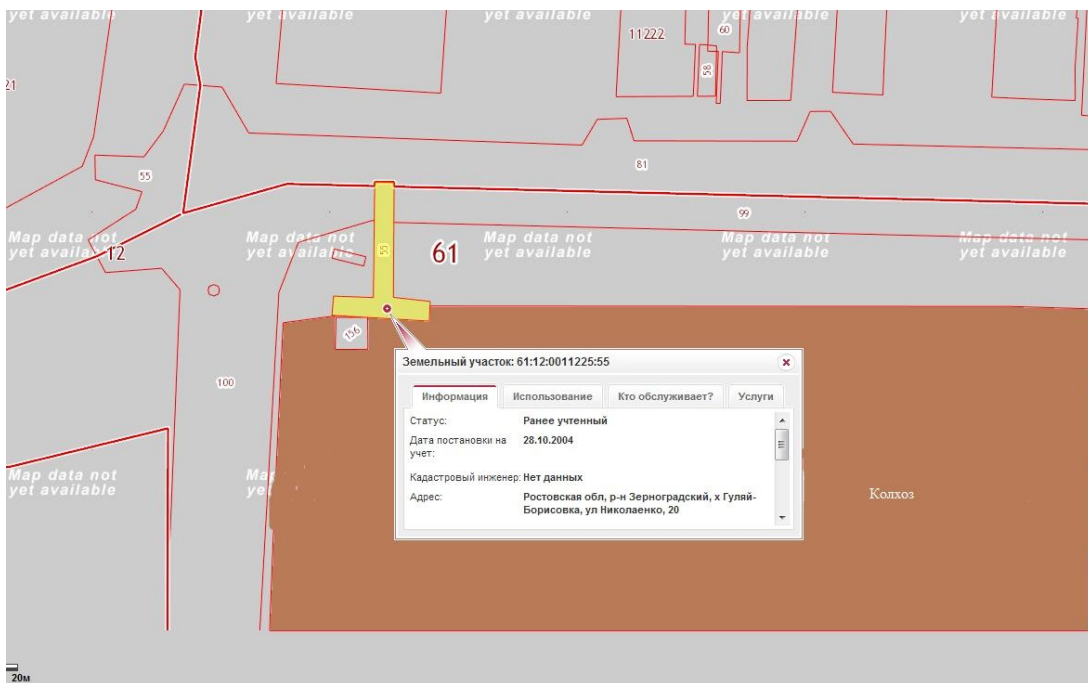 yet available
yet available
yet available
yet available
yet available
60
11222
58
21
81
55
99
Map data not
yet available
12
Map data not
yet available
55
61
Map data not
yet available
Map data not
yet available
Map data not
yet available
156
100
Земельный участок: 61:12:0011225:55
Информация
Использование
Кто обслуживает?
Услуги
Статус: Ранее учтенный
Дата постановки на 28.10.2004
учет:
Кадастровый инженер: Нет данных
Адрес: Ростовская обл, р-н Зерноградский, х Гуляй-
Борисовка, ул Николаенко, 20
Map data not
yet available
Колхоз
20м